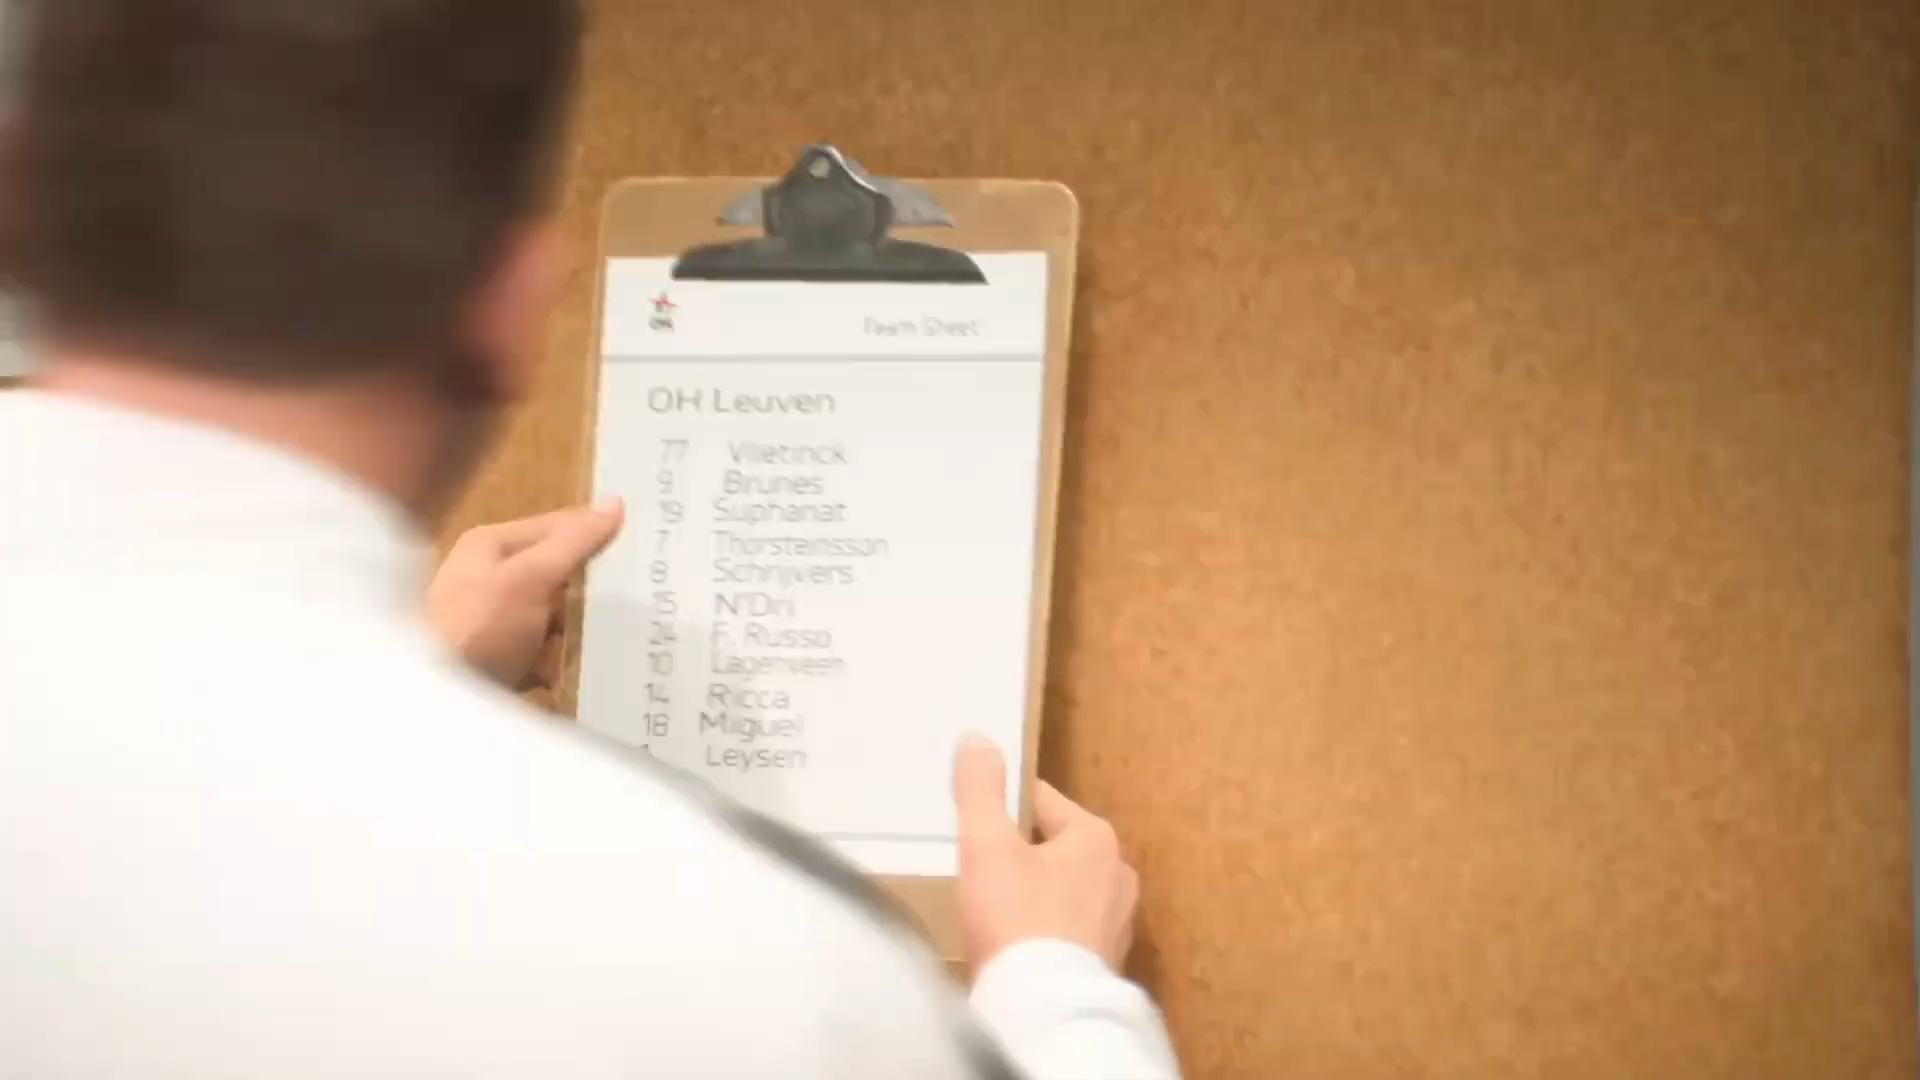 OH
Team Sheet
OH Leuven
77 Vlietinck
9 Brunes
19 Suphanat
7 Thorsteinsson
8 Schrijvers
15 N'Dri
24 F. Russo
10 Lagerveen
14 Ricca
18 Miguel
1 Leysen